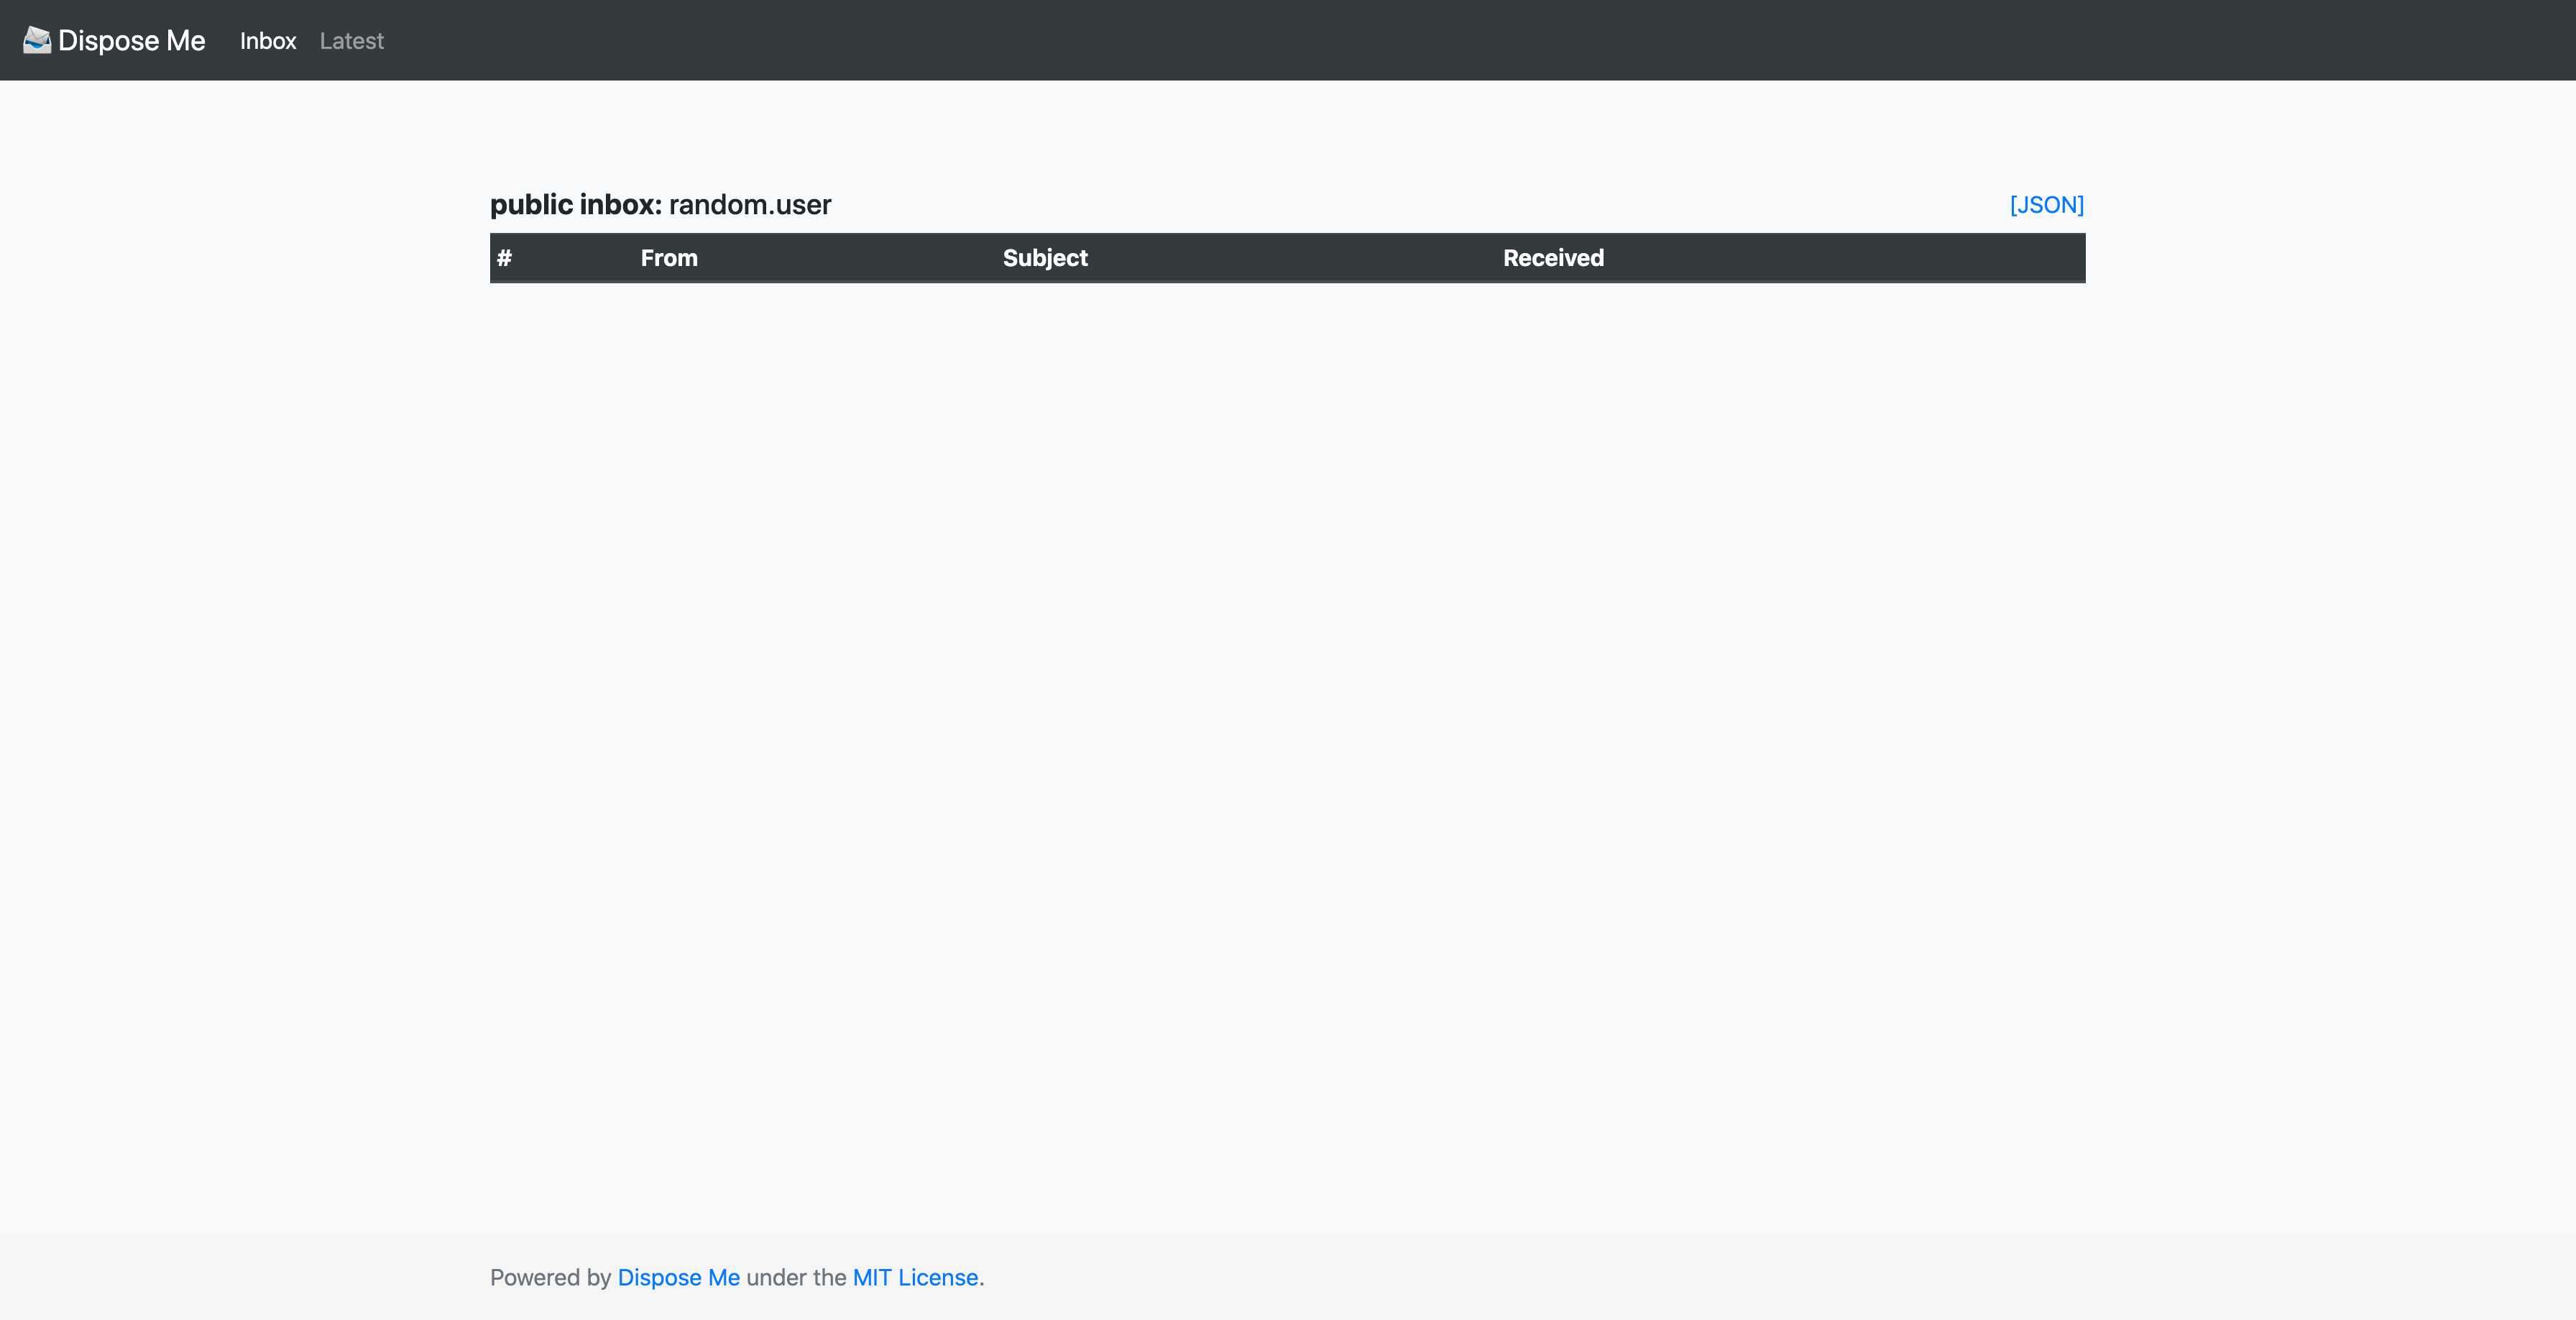 Dispose Me Inbox Latest
public inbox: random.user [JSON]
# From Subject Received
Powered by Dispose Me under the MIT License.